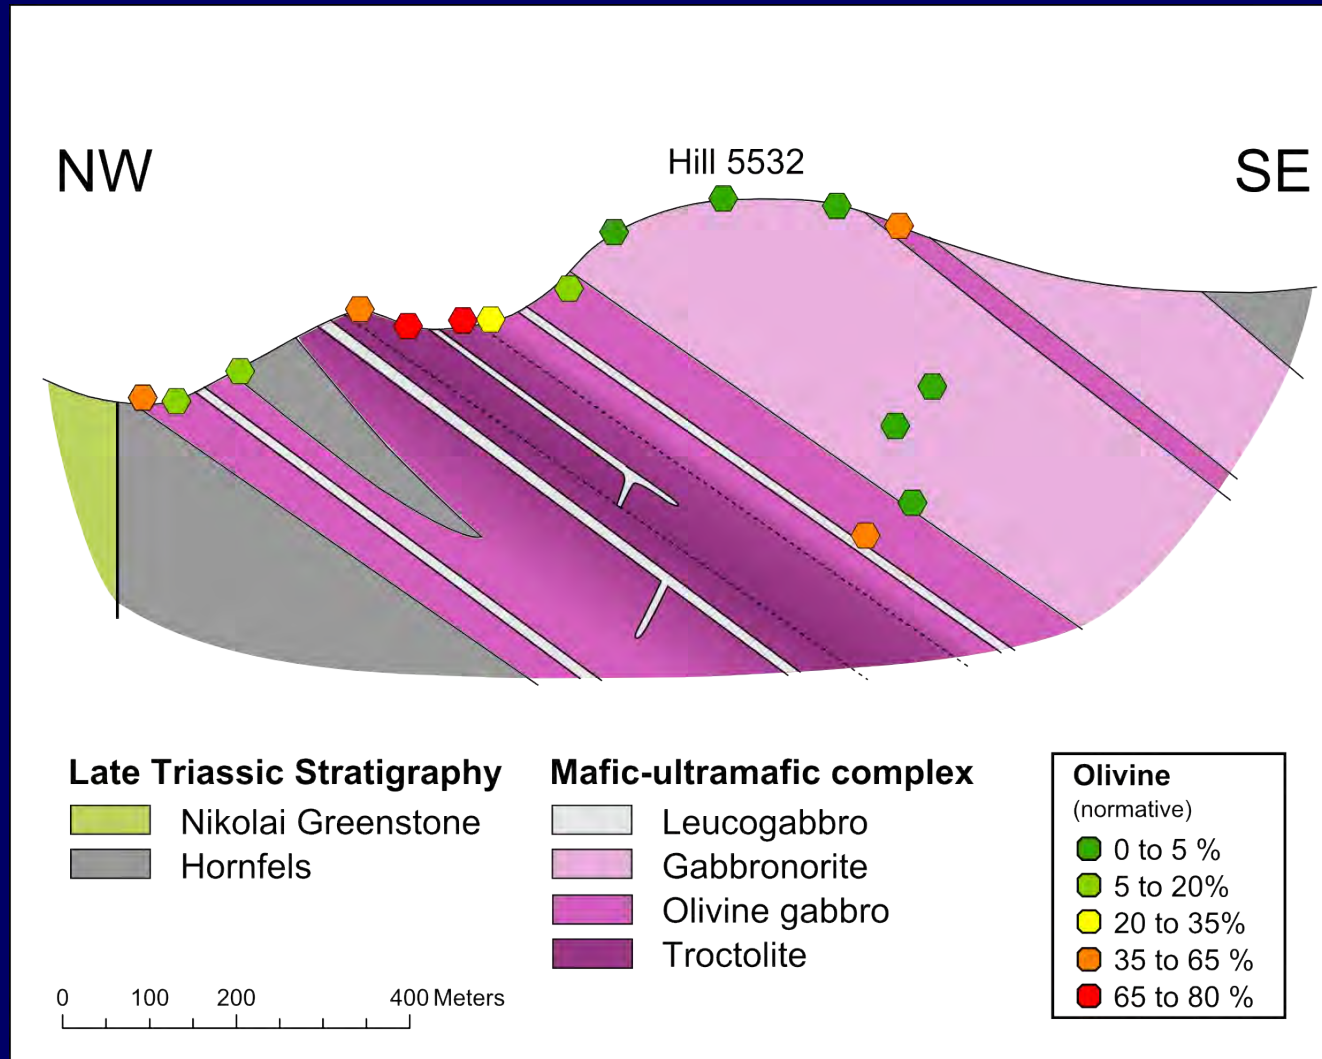 NW
Hill 5532
SE
Late Triassic Stratigraphy
Nikolai Greenstone
Hornfels
Mafic-ultramafic complex
Leucogabbro
Gabbronorite
Olivine gabbro
Troctolite
Olivine
(normative)
0 to 5 %
5 to 20%
20 to 35%
35 to 65 %
65 to 80 %
0 100 200 400 Meters